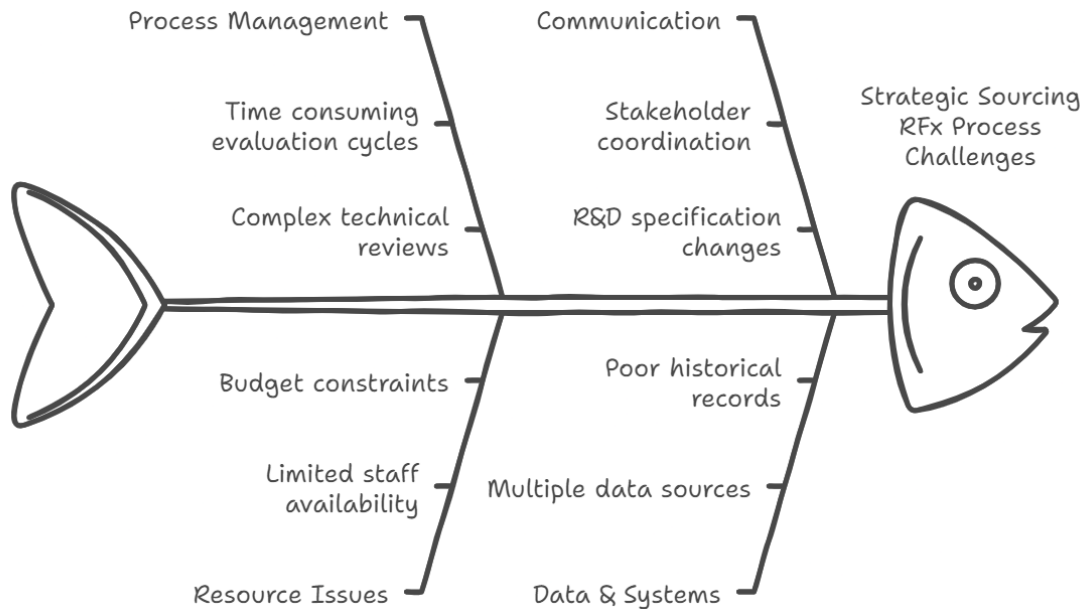 Process Management
Communication
Time consuming
evaluation cycles
Stakeholder
coordination
Strategic Sourcing
RFx Process
Challenges
Complex technical
reviews
R&D specification
changes
Budget constraints
Poor historical
records
Limited staff
availability
Multiple data sources
Resource Issues
Data & Systems